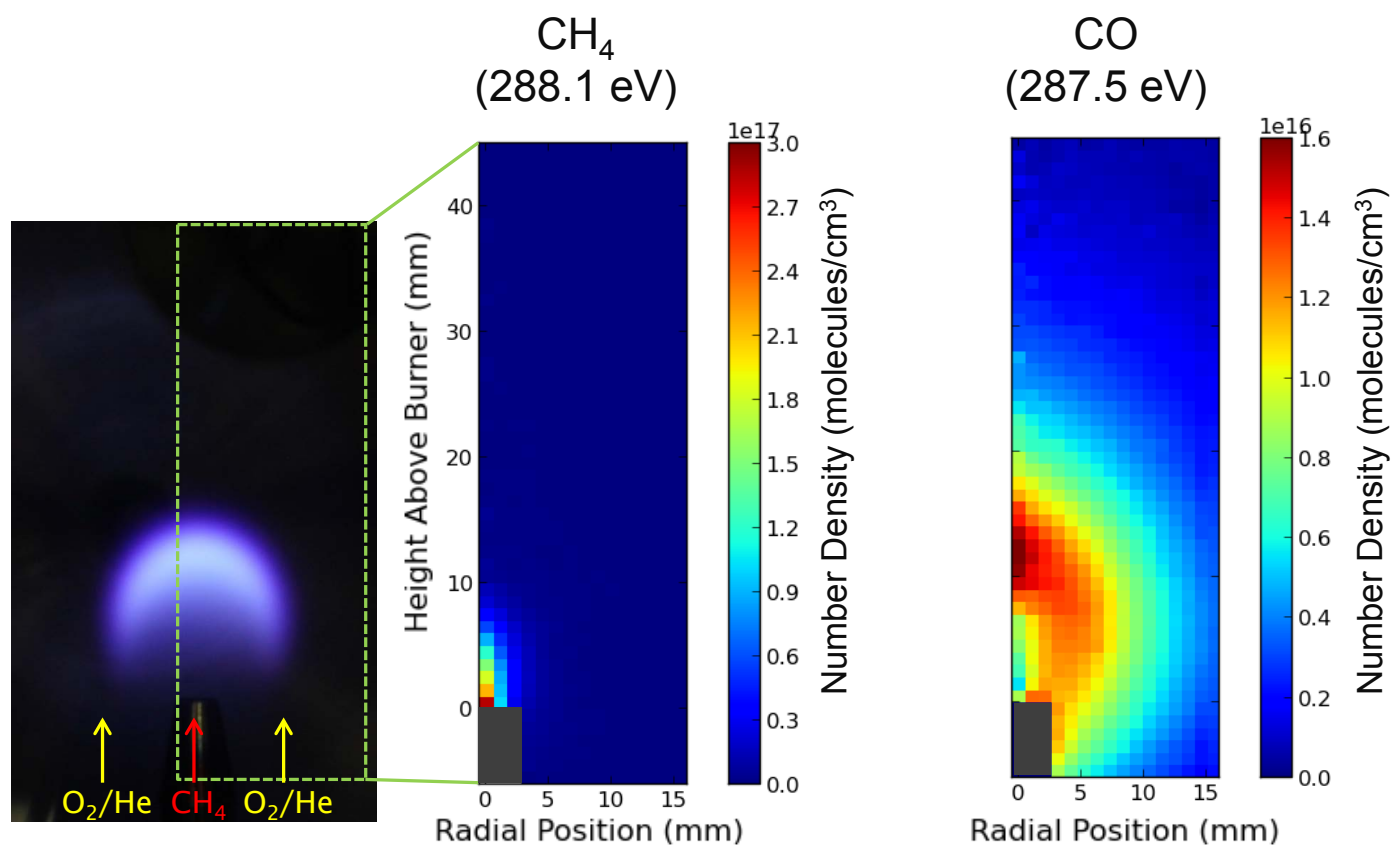 CH₄
(288.1 eV)
CO
(287.5 eV)
1e17
3.0
2.7
2.4
2.1
1.8
1.5
1.2
0.9
0.6
0.3
0.0
Number Density (molecules/cm³)
40
30
20
10
0
Height Above Burner (mm)
0 5 10 15
Radial Position (mm)
1e16
1.6
1.4
1.2
1.0
0.8
0.6
0.4
0.2
0.0
Number Density (molecules/cm³)
0 5 10 15
Radial Position (mm)
O₂/He CH₄ O₂/He